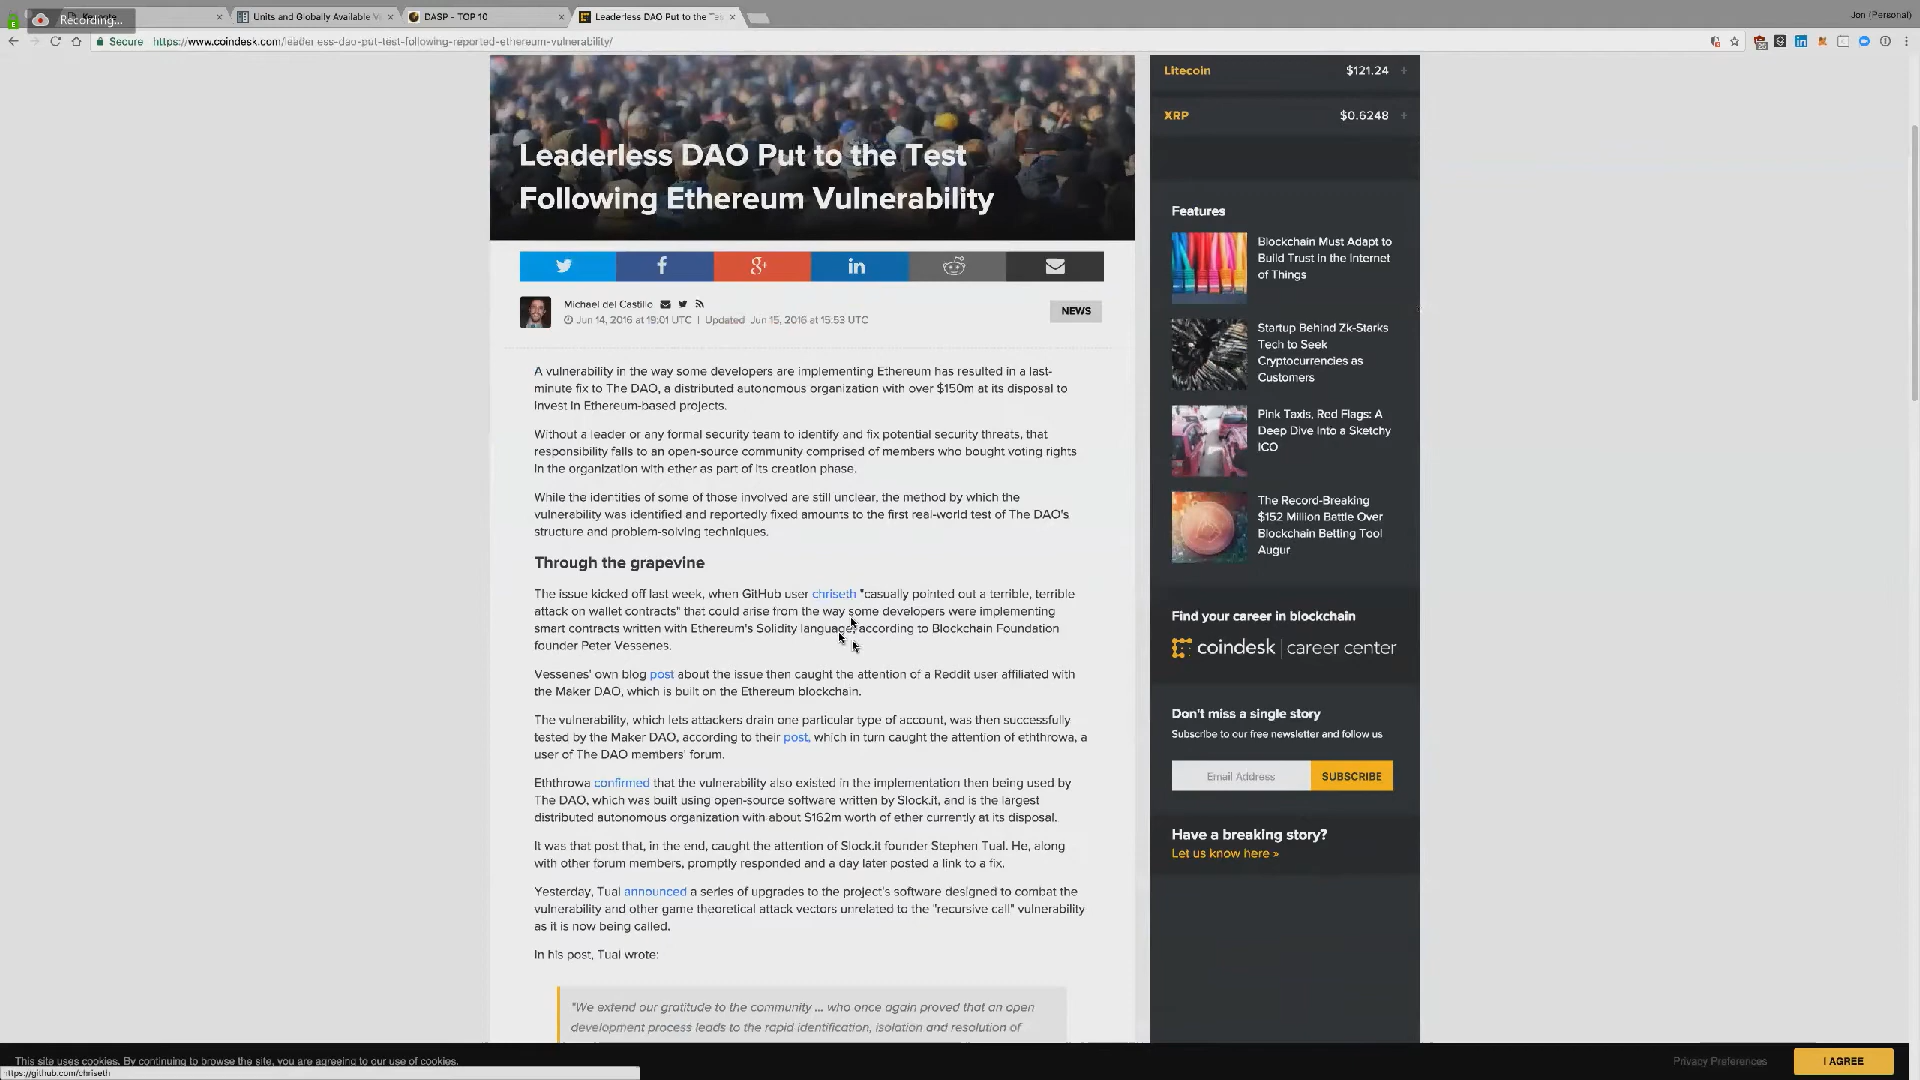 Recording...
Units and Globally Available V
DASP - TOP 10
Leaderless DAO Put to the Te
Jon (Personal)
Secure
https://www.coindesk.com/leaderless-dao-put-test-following-reported-ethereum-vulnerability/
Leaderless DAO Put to the Test
Following Ethereum Vulnerability
Michael del Castillo
Jun 14, 2016 at 19:01 UTC | Updated Jun 15, 2016 at 15:53 UTC
NEWS
A vulnerability in the way some developers are implementing Ethereum has resulted in a last-
minute fix to The DAO, a distributed autonomous organization with over $150m at its disposal to
invest in Ethereum-based projects.
Without a leader or any formal security team to identify and fix potential security threats, that
responsibility falls to an open-source community comprised of members who bought voting rights
in the organization with ether as part of its creation phase.
While the identities of some of those involved are still unclear, the method by which the
vulnerability was identified and reportedly fixed amounts to the first real-world test of The DAO's
structure and problem-solving techniques.
Through the grapevine
The issue kicked off last week, when GitHub user chriseth "casually pointed out a terrible, terrible
attack on wallet contracts" that could arise from the way some developers were implementing
smart contracts written with Ethereum's Solidity language, according to Blockchain Foundation
founder Peter Vessenes.
Vessenes' own blog post about the issue then caught the attention of a Reddit user affiliated with
the Maker DAO, which is built on the Ethereum blockchain.
The vulnerability, which lets attackers drain one particular type of account, was then successfully
tested by the Maker DAO, according to their post, which in turn caught the attention of eththrowa, a
user of The DAO members' forum.
Eththrowa confirmed that the vulnerability also existed in the implementation then being used by
The DAO, which was built using open-source software written by Slock.it, and is the largest
distributed autonomous organization with about $162m worth of ether currently at its disposal.
It was that post that, in the end, caught the attention of Slock.it founder Stephen Tual. He, along
with other forum members, promptly responded and a day later posted a link to a fix.
Yesterday, Tual announced a series of upgrades to the project's software designed to combat the
vulnerability and other game theoretical attack vectors unrelated to the "recursive call" vulnerability
as it is now being called.
In his post, Tual wrote:
"We extend our gratitude to the community ... who once again proved that an open
development process leads to the rapid identification, isolation and resolution of
Litecoin $121.24 +
XRP $0.6248 +
Features
Blockchain Must Adapt to
Build Trust in the Internet
of Things
Startup Behind Zk-Starks
Tech to Seek
Cryptocurrencies as
Customers
Pink Taxis, Red Flags: A
Deep Dive Into a Sketchy
ICO
The Record-Breaking
$152 Million Battle Over
Blockchain Betting Tool
Augur
Find your career in blockchain
coindesk | career center
Don't miss a single story
Subscribe to our free newsletter and follow us
Email Address
SUBSCRIBE
Have a breaking story?
Let us know here »
This site uses cookies. By continuing to browse the site, you are agreeing to our use of cookies.
Privacy Preferences
I AGREE
https://github.com/chriseth